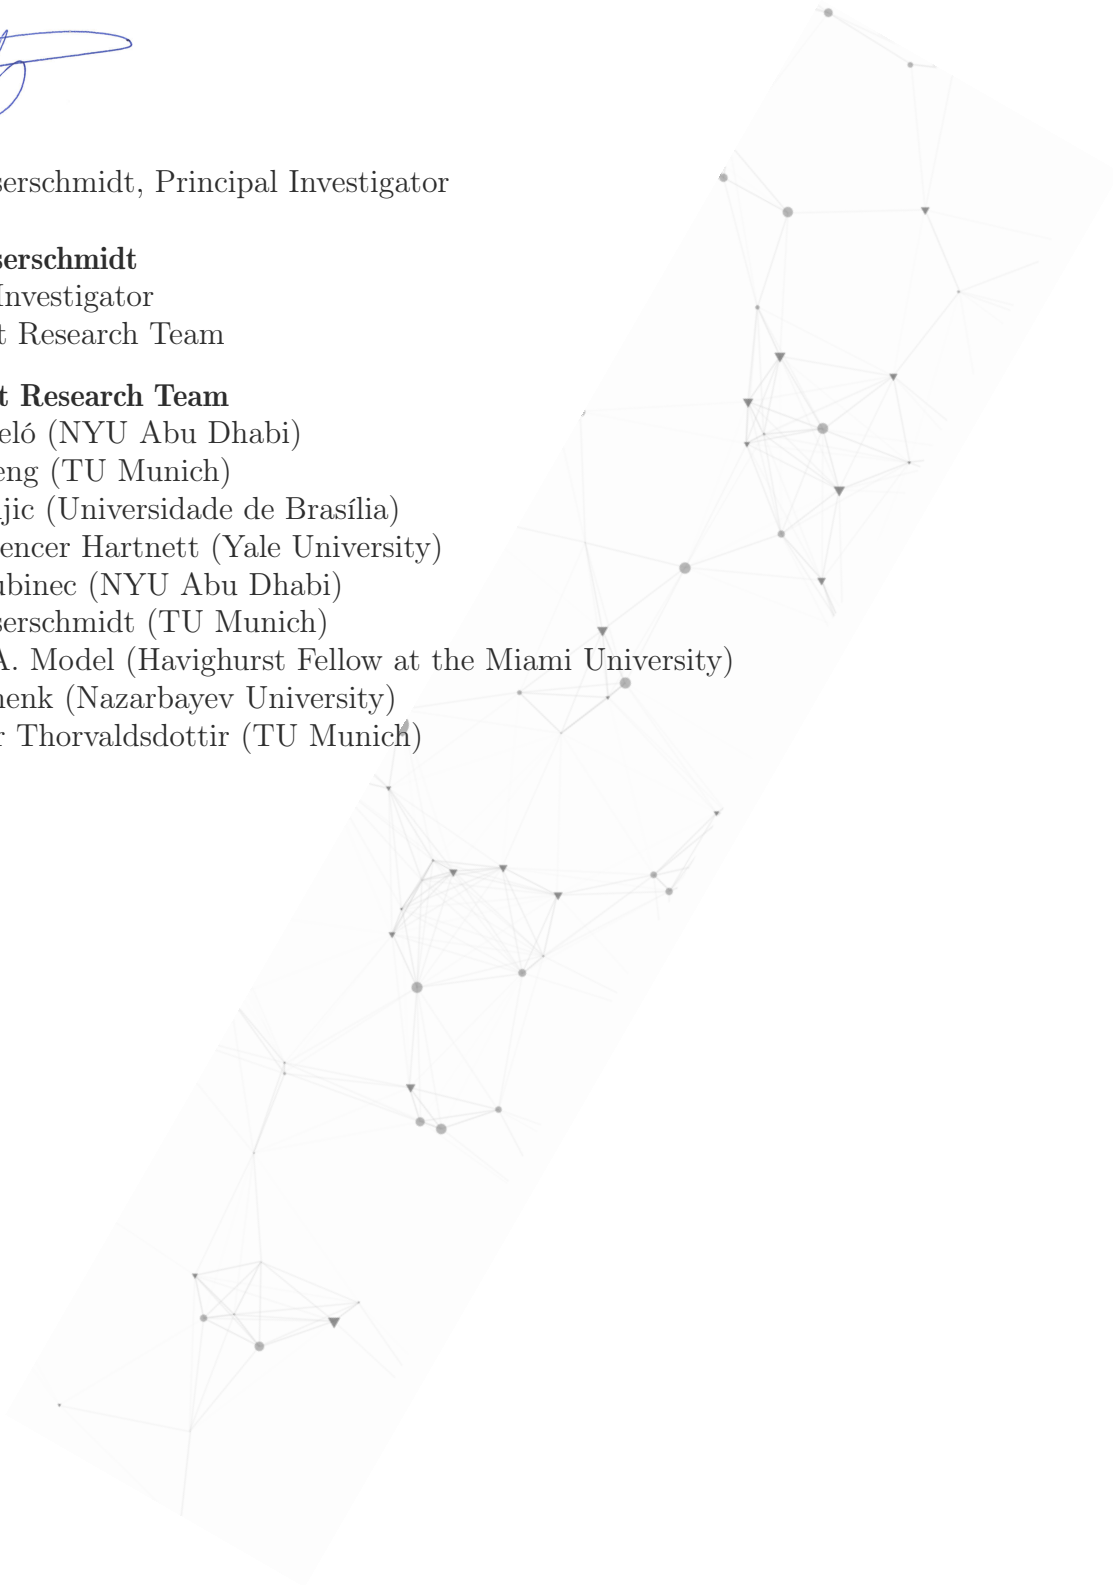 serschmidt, Principal Investigator
serschmidt
Investigator
t Research Team
t Research Team
eló (NYU Abu Dhabi)
eng (TU Munich)
jic (Universidade de Brasília)
encer Hartnett (Yale University)
ubinec (NYU Abu Dhabi)
serschmidt (TU Munich)
A. Model (Havighurst Fellow at the Miami University)
henk (Nazarbayev University)
r Thorvaldsdottir (TU Munich)